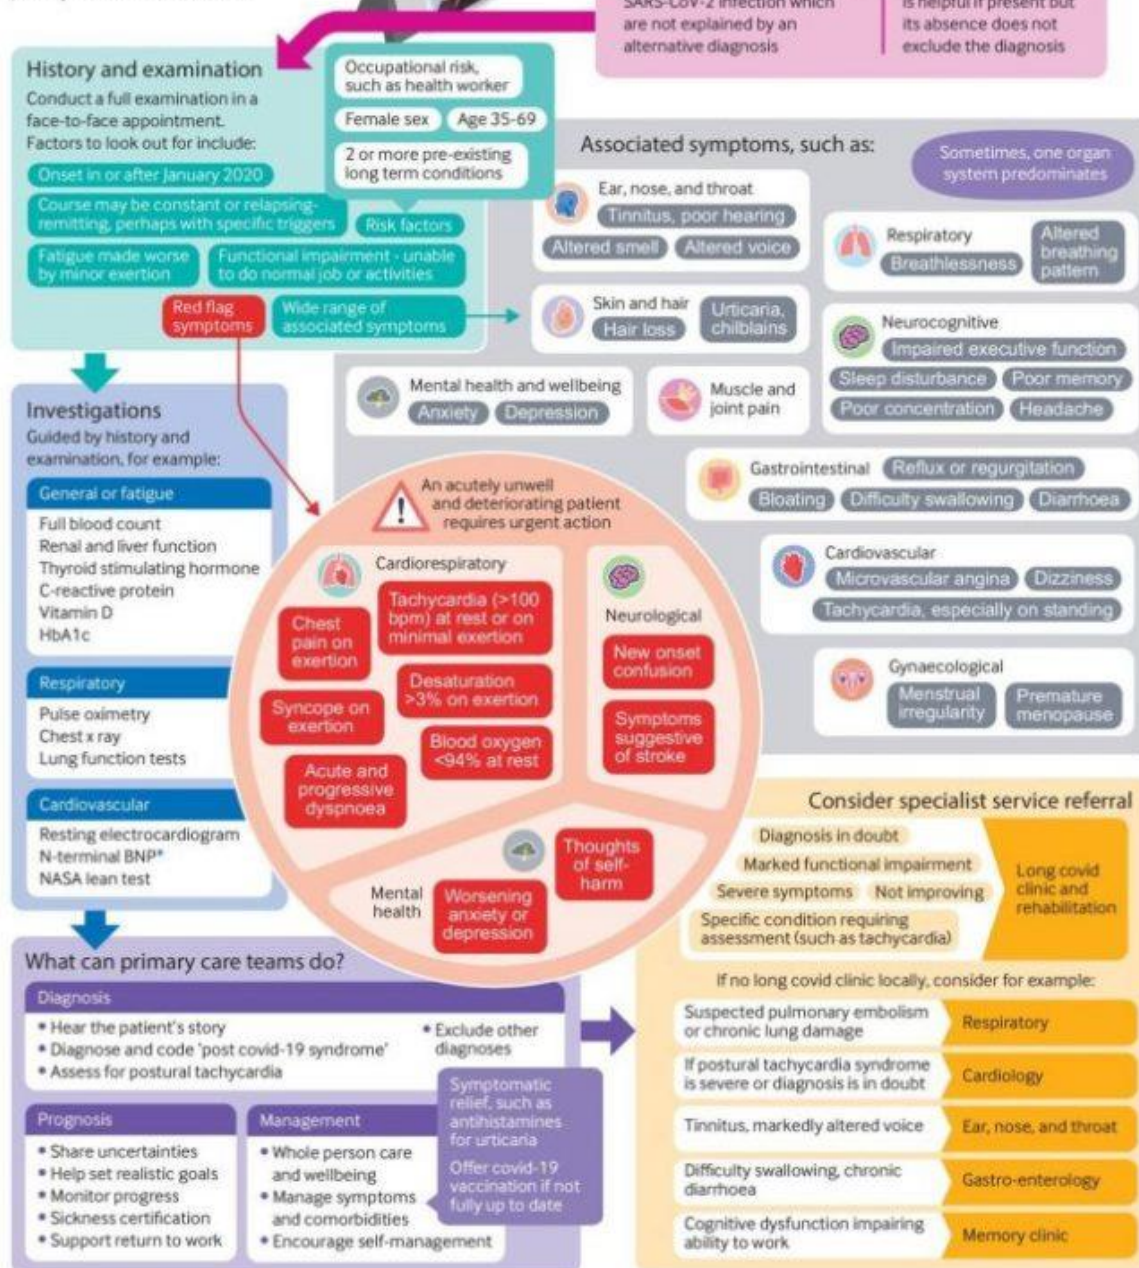 SARS-CoV-2 infection which
are not explained by an
alternative diagnosis
is helpful if present but
its absence does not
exclude the diagnosis
History and examination
Conduct a full examination in a
face-to-face appointment.
Factors to look out for include:
Onset in or after January 2020
Course may be constant or relapsing-
remitting, perhaps with specific triggers
Risk factors
Fatigue made worse
by minor exertion
Functional impairment - unable
to do normal job or activities
Red flag
symptoms
Wide range of
associated symptoms
Occupational risk,
such as health worker
Female sex
Age 35-69
2 or more pre-existing
long term conditions
Associated symptoms, such as:
Sometimes, one organ
system predominates
Ear, nose, and throat
Tinnitus, poor hearing
Altered smell
Altered voice
Respiratory
Breathlessness
Altered
breathing
pattern
Skin and hair
Hair loss
Urticaria,
chilblains
Neurocognitive
Impaired executive function
Sleep disturbance
Poor memory
Poor concentration
Headache
Mental health and wellbeing
Anxiety
Depression
Muscle and
joint pain
Gastrointestinal
Reflux or regurgitation
Bloating
Difficulty swallowing
Diarrhoea
Cardiovascular
Microvascular angina
Dizziness
Tachycardia, especially on standing
Gynaecological
Menstrual
irregularity
Premature
menopause
Investigations
Guided by history and
examination, for example:
General or fatigue
Full blood count
Renal and liver function
Thyroid stimulating hormone
C-reactive protein
Vitamin D
HbA1c
Respiratory
Pulse oximetry
Chest x ray
Lung function tests
Cardiovascular
Resting electrocardiogram
N-terminal BNP*
NASA lean test
An acutely unwell
and deteriorating patient
requires urgent action
Cardiorespiratory
Chest
pain on
exertion
Tachycardia (>100
bpm) at rest or on
minimal exertion
Desaturation
>3% on exertion
Syncope on
exertion
Blood oxygen
<94% at rest
Acute and
progressive
dyspnoea
Neurological
New onset
confusion
Symptoms
suggestive
of stroke
Mental
health
Worsening
anxiety or
depression
Thoughts
of self-
harm
What can primary care teams do?
Diagnosis
• Hear the patient's story
• Diagnose and code 'post covid-19 syndrome'
• Assess for postural tachycardia
• Exclude other
diagnoses
Prognosis
• Share uncertainties
• Help set realistic goals
• Monitor progress
• Sickness certification
• Support return to work
Management
• Whole person care
and wellbeing
• Manage symptoms
and comorbidities
• Encourage self-management
Symptomatic
relief, such as
antihistamines
for urticaria
Offer covid-19
vaccination if not
fully up to date
Consider specialist service referral
Diagnosis in doubt
Marked functional impairment
Severe symptoms
Not improving
Specific condition requiring
assessment (such as tachycardia)
Long covid
clinic and
rehabilitation
If no long covid clinic locally, consider for example:
Suspected pulmonary embolism
or chronic lung damage
Respiratory
If postural tachycardia syndrome
is severe or diagnosis is in doubt
Cardiology
Tinnitus, markedly altered voice
Ear, nose, and throat
Difficulty swallowing, chronic
diarrhoea
Gastro-enterology
Cognitive dysfunction impairing
ability to work
Memory clinic